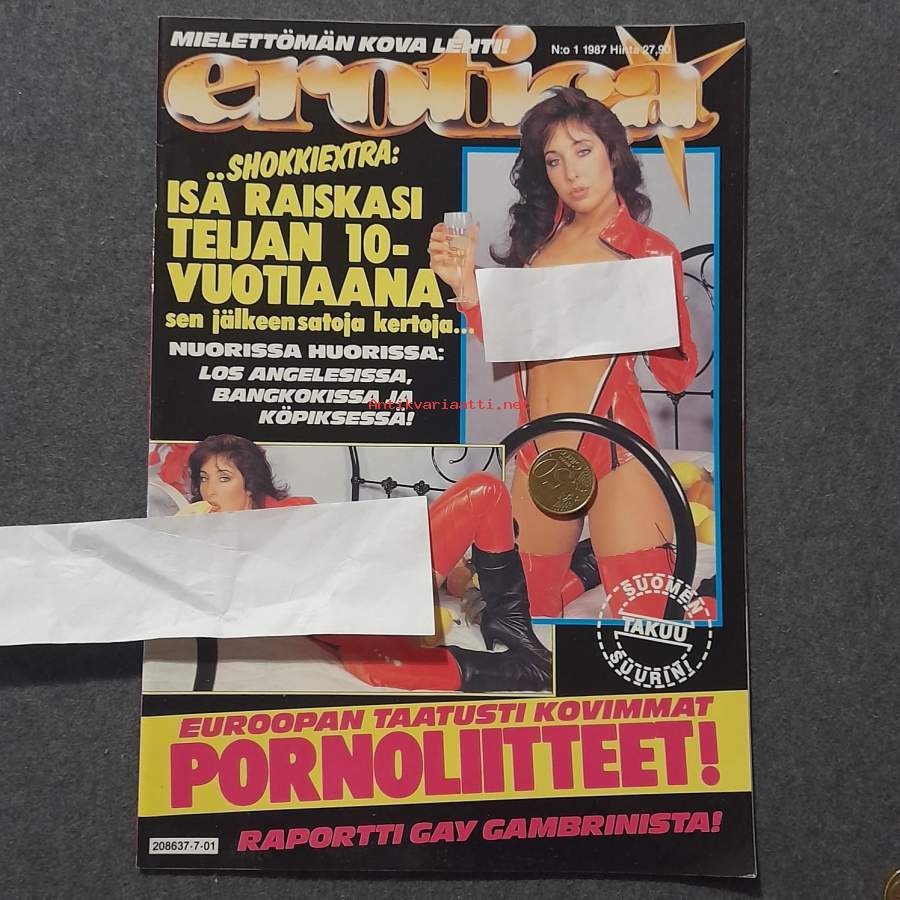 MIELETTÖMÄN KOVA LEHTI!
N:o 1 1987 Hinta 27,90
erotica
SHOKKIEXTRA:
ISÄ RAISKASI
TEIJAN 10-
VUOTIAANA
sen jälkeen satoja kertoja...
NUORISSA HUORISSA:
LOS ANGELESISSA,
BANGKOKISSA JA
KÖPIKSESSÄ!
Antikvariaatti.net
50
SUOMEN
TAKUU
SUURIN!
EUROOPAN TAATUSTI KOVIMMAT
PORNOLIITTEET!
RAPORTTI GAY GAMBRINISTA!
208637-7-01